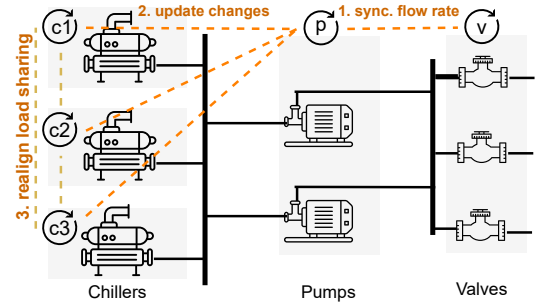 2. update changes
1. sync. flow rate
c1
p
v
3. realign load sharing
c2
c3
Chillers
Pumps
Valves